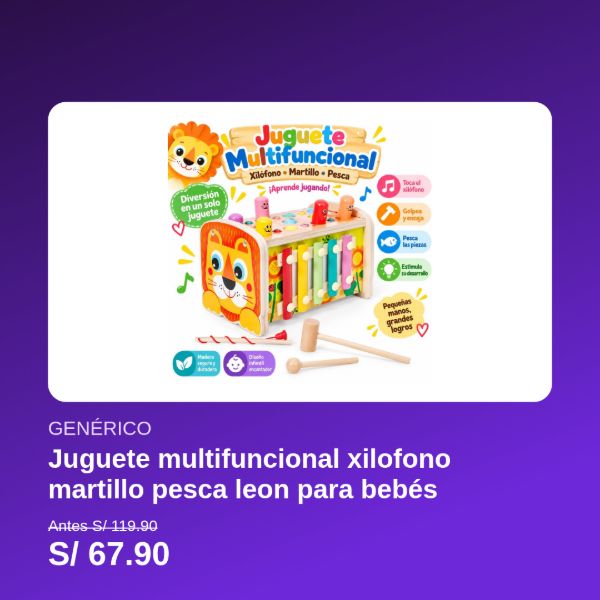 Juguete
Multifuncional
Xilófono • Martillo • Pesca
¡Aprende jugando!
Diversión
en un solo
juguete
Toca el
xilófono
Golpea
y encaja
Pesca
las piezas
Estimula
su desarrollo
Pequeñas
manos,
grandes
logros
Madera
segura y
duradera
Diseño
infantil
encantador
GENÉRICO
Juguete multifuncional xilofono
martillo pesca leon para bebés
Antes S/ 119.90
S/ 67.90